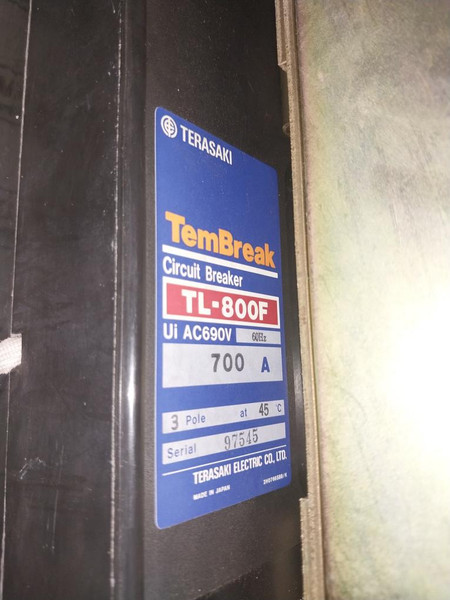 TERASAKI
TemBreak
Circuit Breaker
TL-800F
Ui AC690V 60Hz
700 A
3 Pole at 45 °C
Serial 97545
TERASAKI ELECTRIC CO., LTD.
MADE IN JAPAN